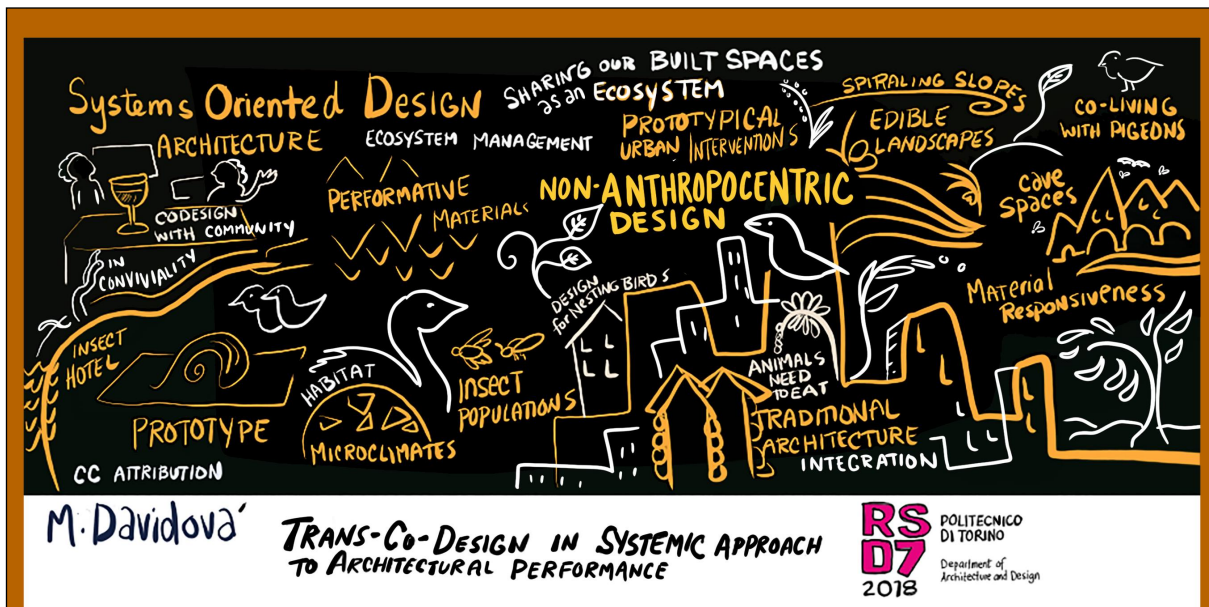 Systems Oriented Design
ARCHITECTURE
SHARING OUR BUILT SPACES
as an ECOSYSTEM
ECOSYSTEM MANAGEMENT
PROTOTYPICAL
URBAN INTERVENTIONS
SPIRALING SLOPES
EDIBLE
LANDSCAPES
CO-LIVING
WITH PIGEONS
PERFORMATIVE
MATERIALS
NON-ANTHROPOCENTRIC
DESIGN
CAVE
SPACES
CODESIGN
WITH COMMUNITY
IN
CONVIVIALITY
DESIGN
for NESTING BIRDS
MATERIAL
RESPONSIVENESS
INSECT
HOTEL
HABITAT
MICROCLIMATES
INSECT
POPULATIONS
ANIMALS
NEED
TO EAT
PROTOTYPE
TRADITIONAL
ARCHITECTURE
INTEGRATION
CC ATTRIBUTION
M. Davidová
TRANS-CO-DESIGN IN SYSTEMIC APPROACH
TO ARCHITECTURAL PERFORMANCE
RS
D7
2018
POLITECNICO
DI TORINO
Department of
Architecture and Design